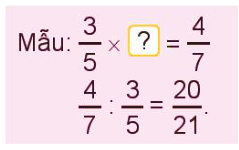 Mẫu: 3/5 × ? = 4/7
4/7 : 3/5 = 20/21.